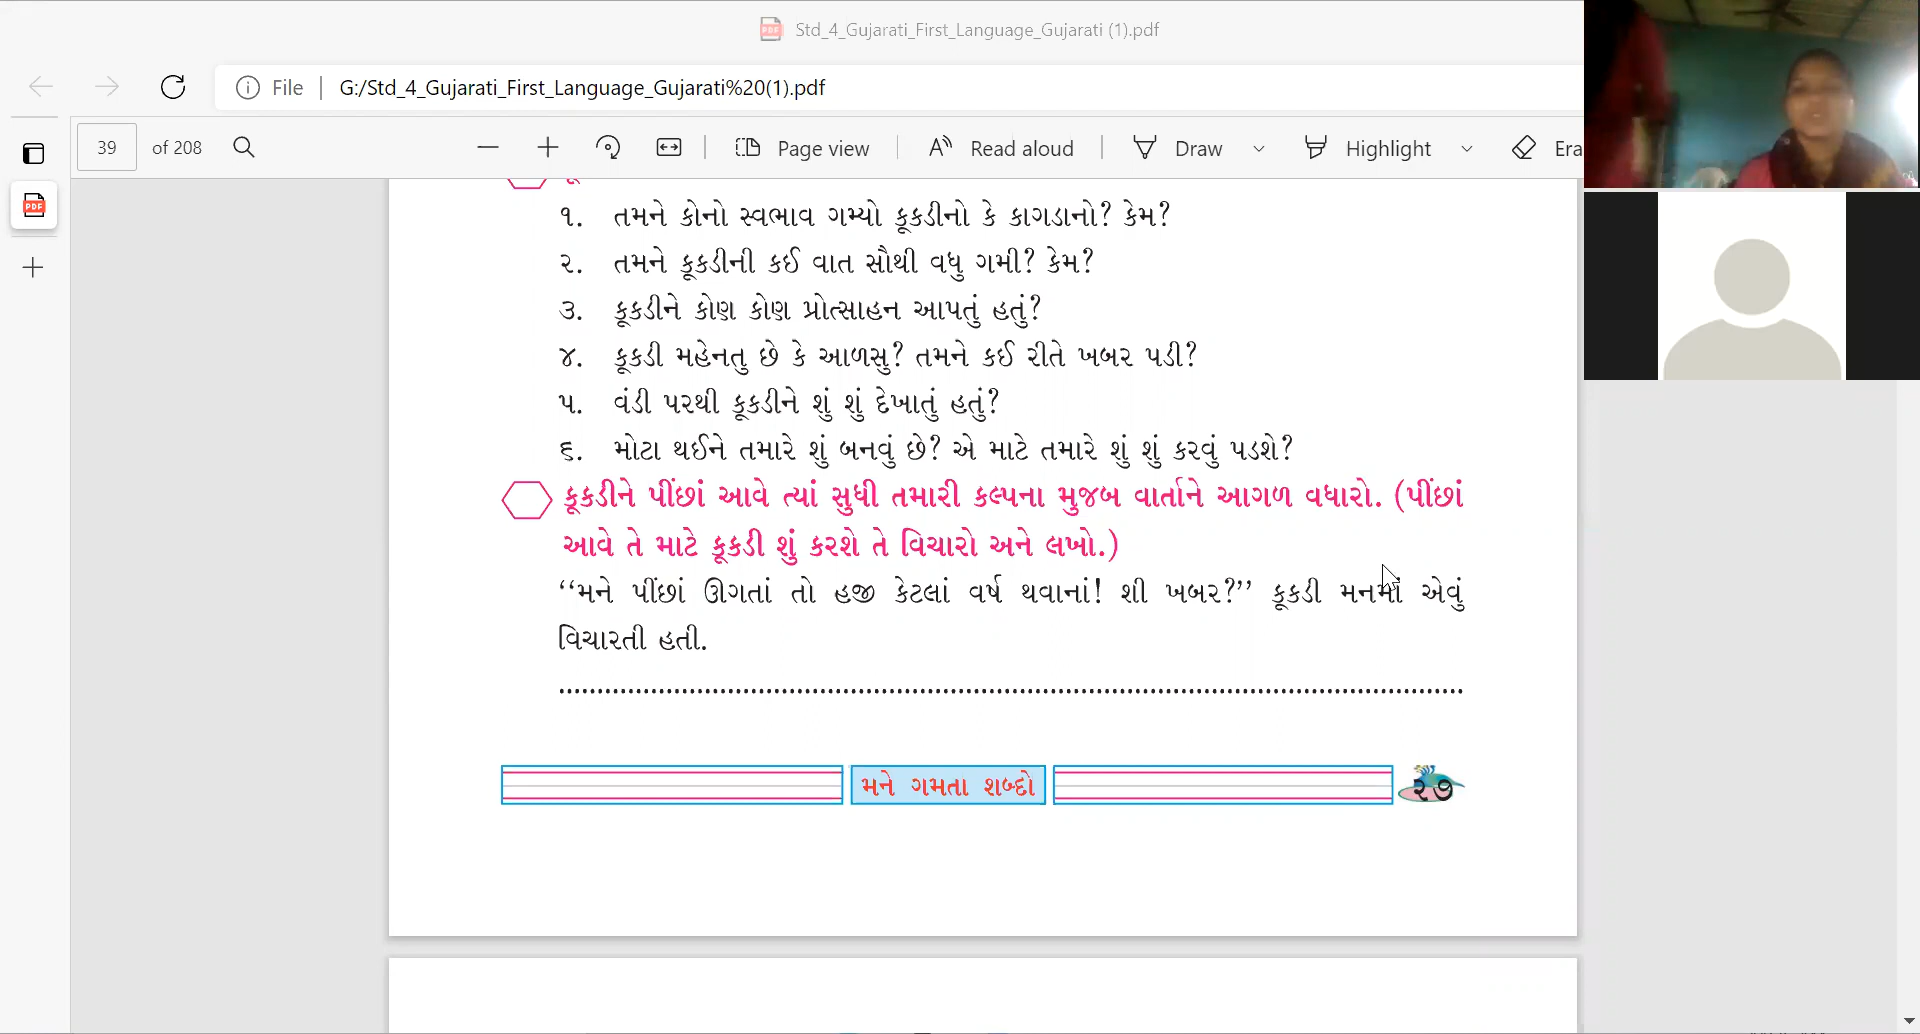 Std_4_Gujarati_First_Language_Gujarati (1).pdf
File G:/Std_4_Gujarati_First_Language_Gujarati%20(1).pdf
39 of 208 Page view Read aloud Draw Highlight Era
૧. તમને કોનો સ્વભાવ ગમ્યો કૂકડીનો કે કાગડાનો? કેમ?
૨. તમને કૂકડીની કઈ વાત સૌથી વધુ ગમી? કેમ?
૩. કૂકડીને કોણ કોણ પ્રોત્સાહન આપતું હતું?
૪. કૂકડી મહેનતુ છે કે આળસુ? તમને કઈ રીતે ખબર પડી?
૫. વંડી પરથી કૂકડીને શું શું દેખાતું હતું?
૬. મોટા થઈને તમારે શું બનવું છે? એ માટે તમારે શું શું કરવું પડશે?
કૂકડીને પીંછાં આવે ત્યાં સુધી તમારી કલ્પના મુજબ વાર્તાને આગળ વધારો. (પીંછાં
આવે તે માટે કૂકડી શું કરશે તે વિચારો અને લખો.)
‘‘મને પીંછાં ઊગતાં તો હજી કેટલાં વર્ષ થવાનાં! શી ખબર?’’ કૂકડી મનમાં એવું
વિચારતી હતી.
મને ગમતા શબ્દો ૨૭
PDF